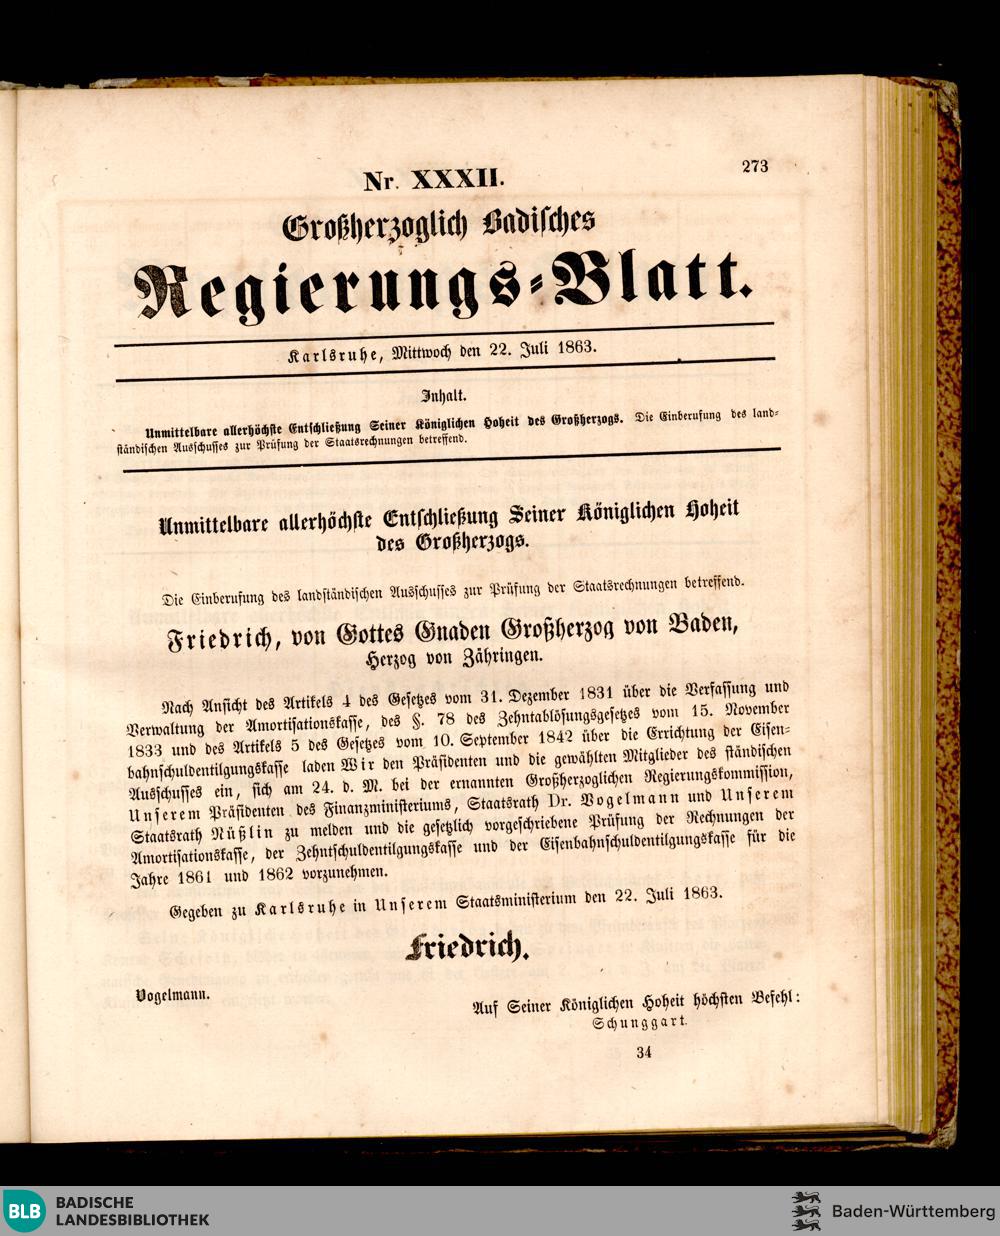 273
Nr. XXXII.
Großherzoglich Badisches
Regierungs-Blatt.
Karlsruhe, Mittwoch den 22. Juli 1863.
Inhalt.
Unmittelbare allerhöchste Entschließung Seiner Königlichen Hoheit des Großherzogs. Die Einberufung des land-
ständischen Ausschusses zur Prüfung der Staatsrechnungen betreffend.
Unmittelbare allerhöchste Entschließung Seiner Königlichen Hoheit
des Großherzogs.
Die Einberufung des landständischen Ausschusses zur Prüfung der Staatsrechnungen betreffend.
Friedrich, von Gottes Gnaden Großherzog von Baden,
Herzog von Zähringen.
Nach Ansicht des Artikels 4 des Gesetzes vom 31. Dezember 1831 über die Verfassung und
Verwaltung der Amortisationskasse, des §. 78 des Zehntablösungsgesetzes vom 15. November
1833 und des Artikels 5 des Gesetzes vom 10. September 1842 über die Errichtung der Eisen-
bahnschuldentilgungskasse laden Wir den Präsidenten und die gewählten Mitglieder des ständischen
Ausschusses ein, sich am 24. d. M. bei der ernannten Großherzoglichen Regierungskommission,
Unserem Präsidenten des Finanzministeriums, Staatsrath Dr. Vogelmann und Unserem
Staatsrath Nüßlin zu melden und die gesetzlich vorgeschriebene Prüfung der Rechnungen der
Amortisationskasse, der Zehntschuldentilgungskasse und der Eisenbahnschuldentilgungskasse für die
Jahre 1861 und 1862 vorzunehmen.
Gegeben zu Karlsruhe in Unserem Staatsministerium den 22. Juli 1863.
Friedrich.
Vogelmann.
Auf Seiner Königlichen Hoheit höchsten Befehl:
Schunggart.
34
BLB BADISCHE
LANDESBIBLIOTHEK
Baden-Württemberg